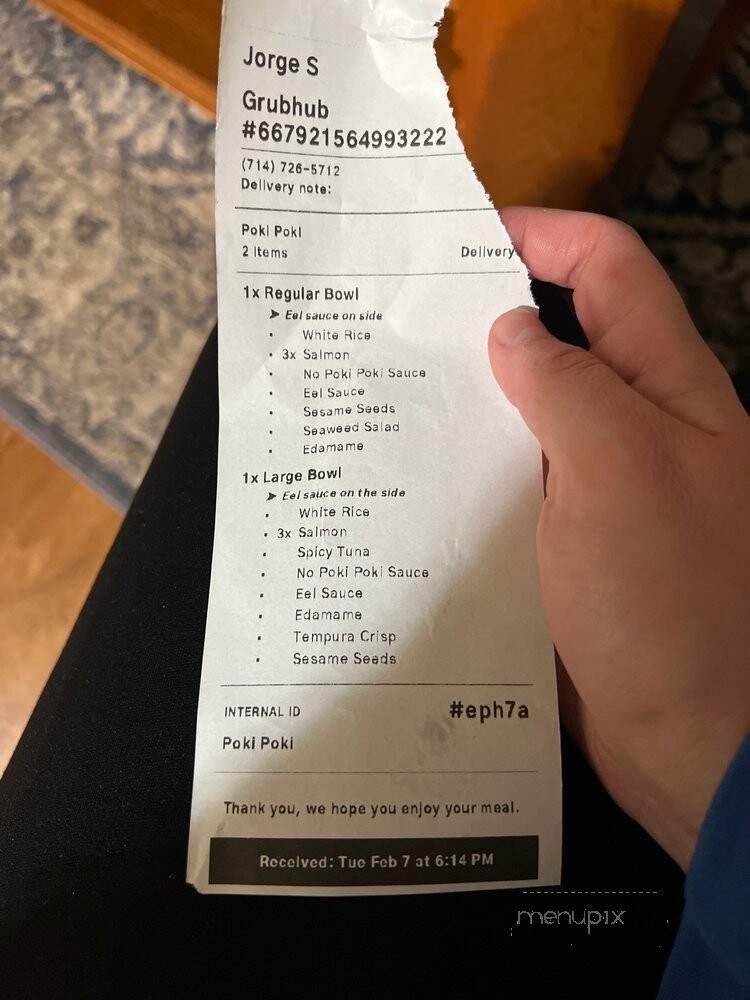 Jorge S
Grubhub
#667921564993222
(714) 726-5712
Delivery note:
Poki Poki
2 Items Delivery
1x Regular Bowl
➤ Eel sauce on side
• White Rice
• 3x Salmon
• No Poki Poki Sauce
• Eel Sauce
• Sesame Seeds
• Seaweed Salad
• Edamame
1x Large Bowl
➤ Eel sauce on the side
• White Rice
• 3x Salmon
• Spicy Tuna
• No Poki Poki Sauce
• Eel Sauce
• Edamame
• Tempura Crisp
• Sesame Seeds
INTERNAL ID #eph7a
Poki Poki
Thank you, we hope you enjoy your meal.
Received: Tue Feb 7 at 6:14 PM
menupix